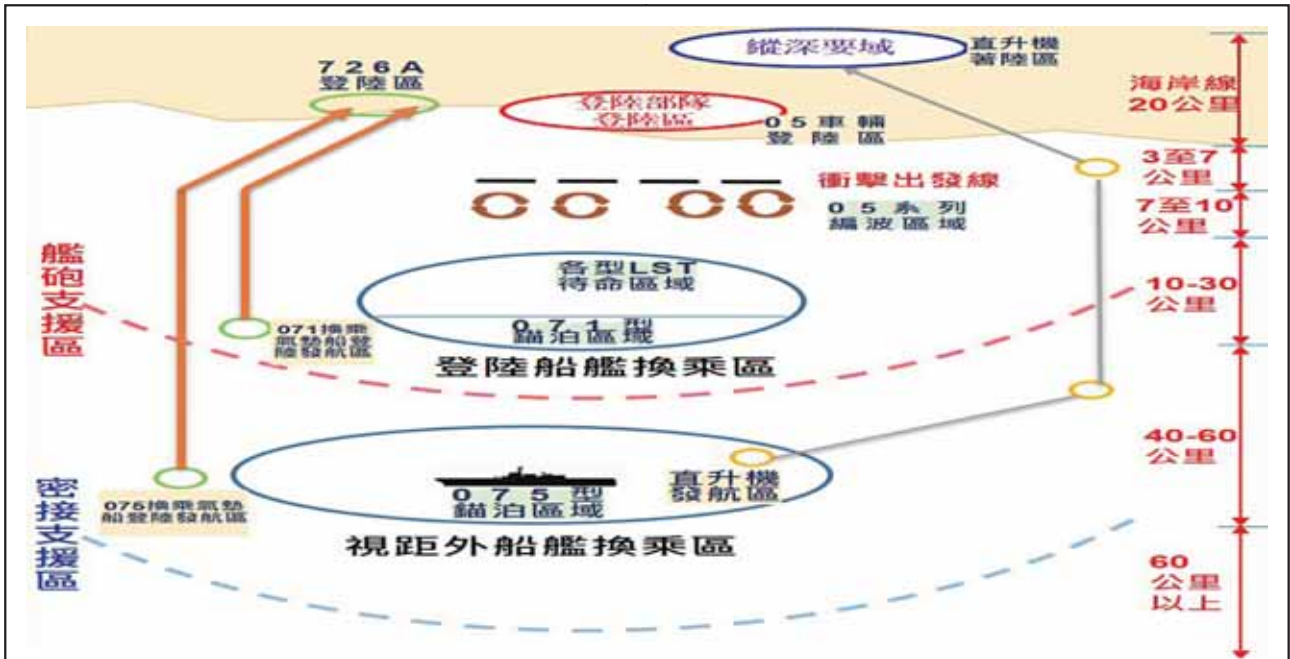 縱深要域
直升機
著陸區
726A
登陸區
登陸部隊
登陸區
05車輛
登陸區
海岸線
20公里
3至7
公里
衝擊出發線
05系列
編波區域
7至10
公里
艦砲支援區
各型LST
待命區域
071型
錨泊區域
登陸船艦換乘區
071換乘
氣墊船登
陸發航區
10-30
公里
密接支援區
075型
錨泊區域
直升機
發航區
視距外船艦換乘區
075換乘氣墊
船登陸發航區
40-60
公里
60
公里
以上